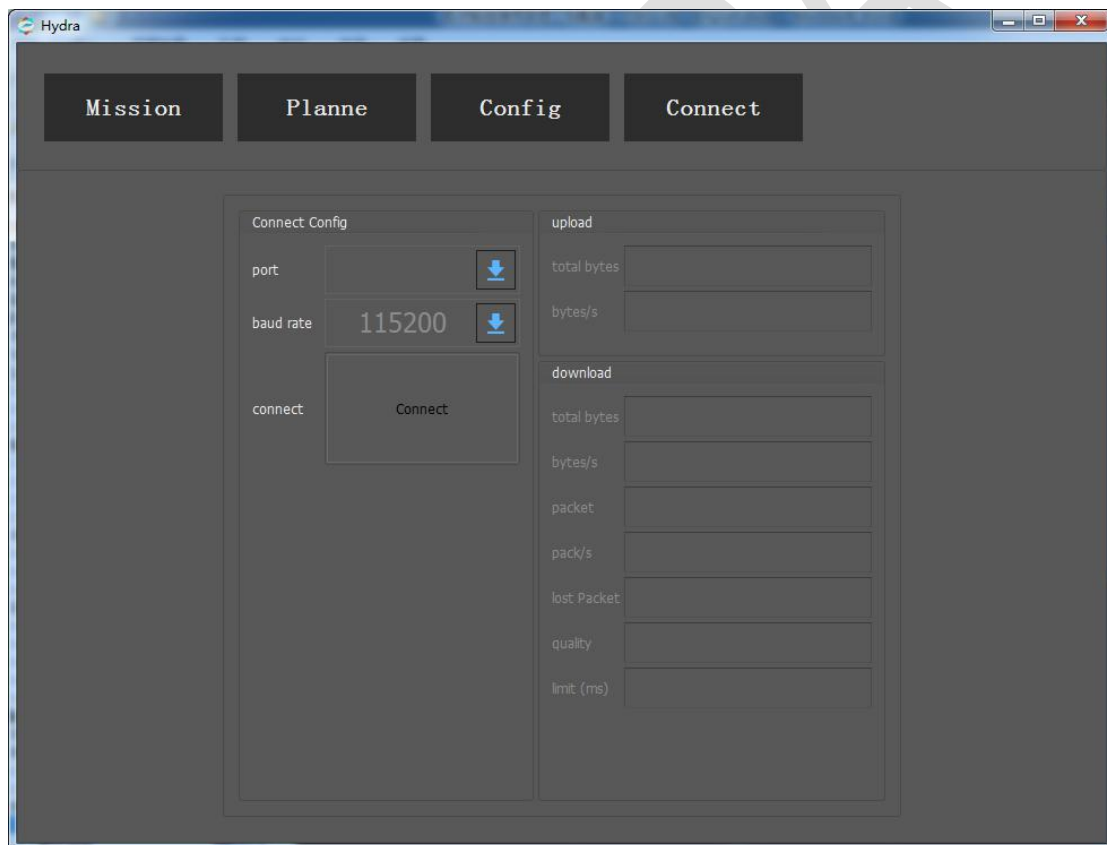 Hydra
Mission Planne Config Connect
Connect Config
port
baud rate 115200
connect Connect
upload
total bytes
bytes/s
download
total bytes
bytes/s
packet
pack/s
lost Packet
quality
limit (ms)